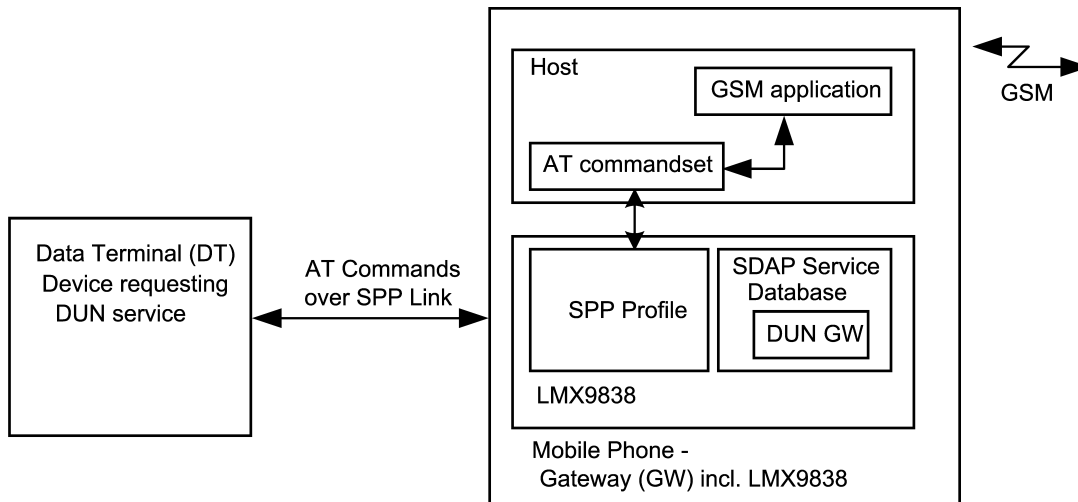 Host
GSM application
AT commandset
GSM
Data Terminal (DT)
Device requesting
DUN service
AT Commands
over SPP Link
SPP Profile
SDAP Service
Database
DUN GW
LMX9838
Mobile Phone -
Gateway (GW) incl. LMX9838